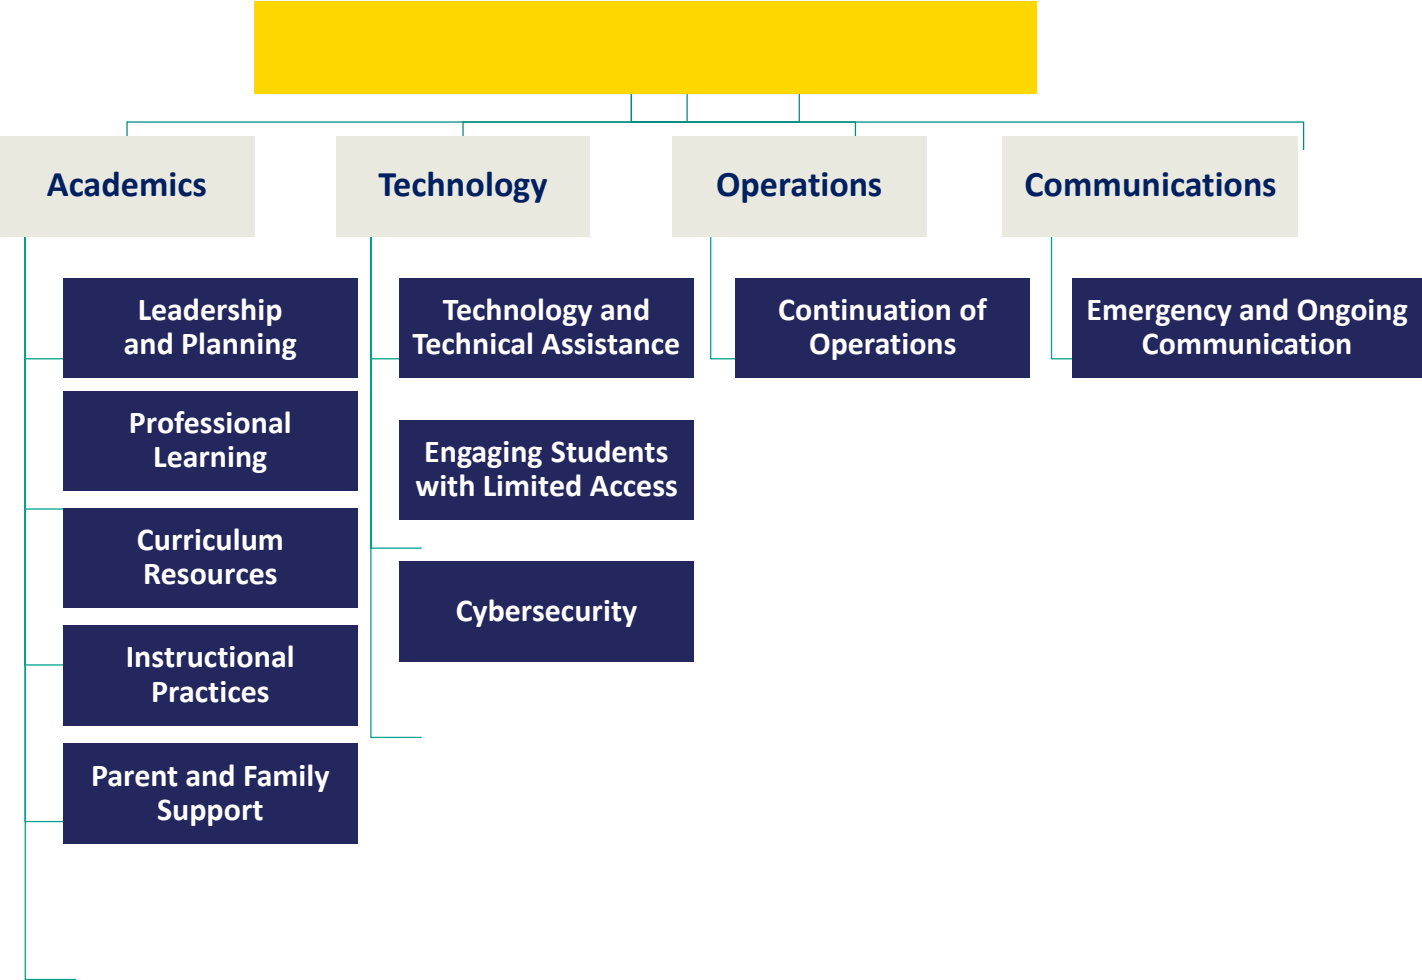 Academics
Technology
Operations
Communications
Leadership
and Planning
Professional
Learning
Curriculum
Resources
Instructional
Practices
Parent and Family
Support
Technology and
Technical Assistance
Engaging Students
with Limited Access
Cybersecurity
Continuation of
Operations
Emergency and Ongoing
Communication